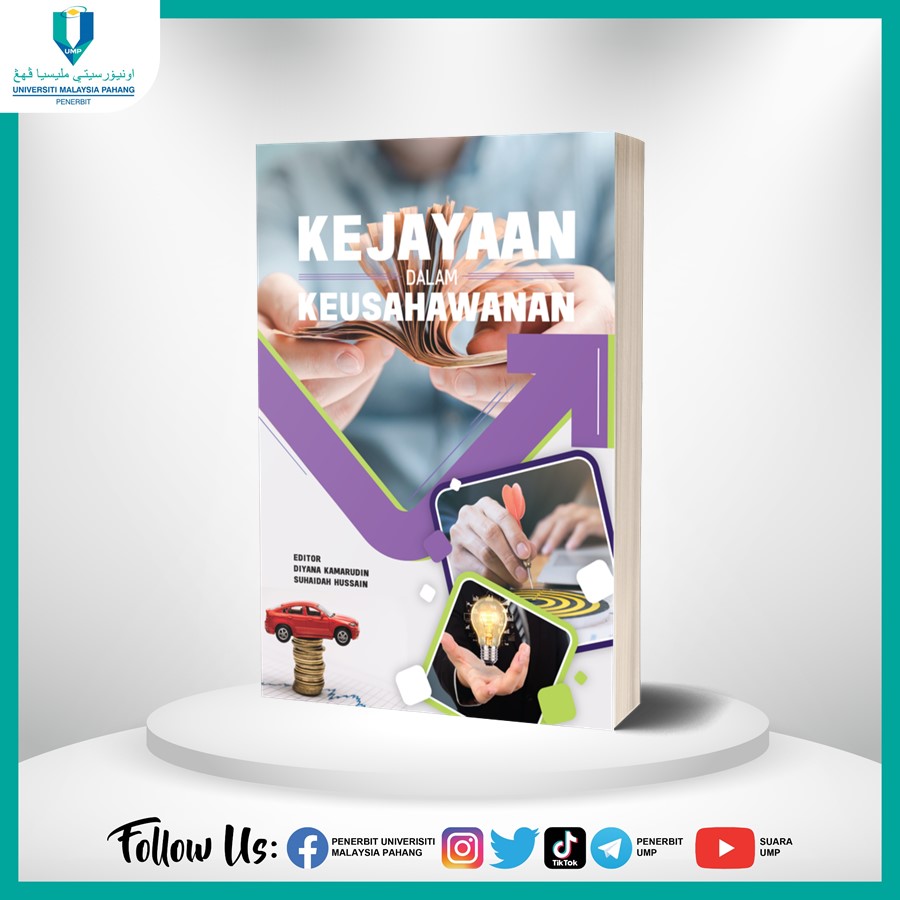 UMP
اونيۏرسيتي مليسيا ڤهڠ
UNIVERSITI MALAYSIA PAHANG
PENERBIT
KEJAYAAN
DALAM
KEUSAHAWANAN
EDITOR
DIYANA KAMARUDIN
SUHAIDAH HUSSAIN
Follow Us:
PENERBIT UNIVERISITI
MALAYSIA PAHANG
TikTok
PENERBIT
UMP
SUARA
UMP